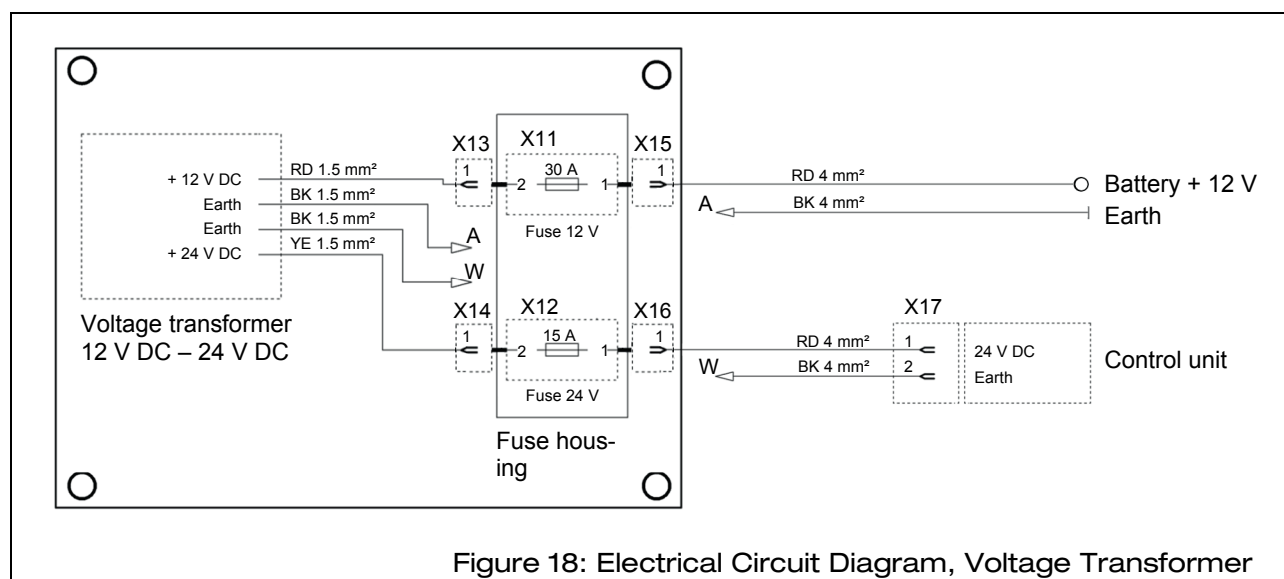 X13
X11
X15
1
30 A
1
2
1
Fuse 12 V
+ 12 V DC
RD 1.5 mm²
Earth
BK 1.5 mm²
Earth
BK 1.5 mm²
+ 24 V DC
YE 1.5 mm²
A
W
Voltage transformer
12 V DC – 24 V DC
RD 4 mm²
Battery + 12 V
A
BK 4 mm²
Earth
X14
X12
X16
1
15 A
1
2
1
Fuse 24 V
Fuse hous-
ing
X17
RD 4 mm²
1
24 V DC
W
BK 4 mm²
2
Earth
Control unit
Figure 18: Electrical Circuit Diagram, Voltage Transformer